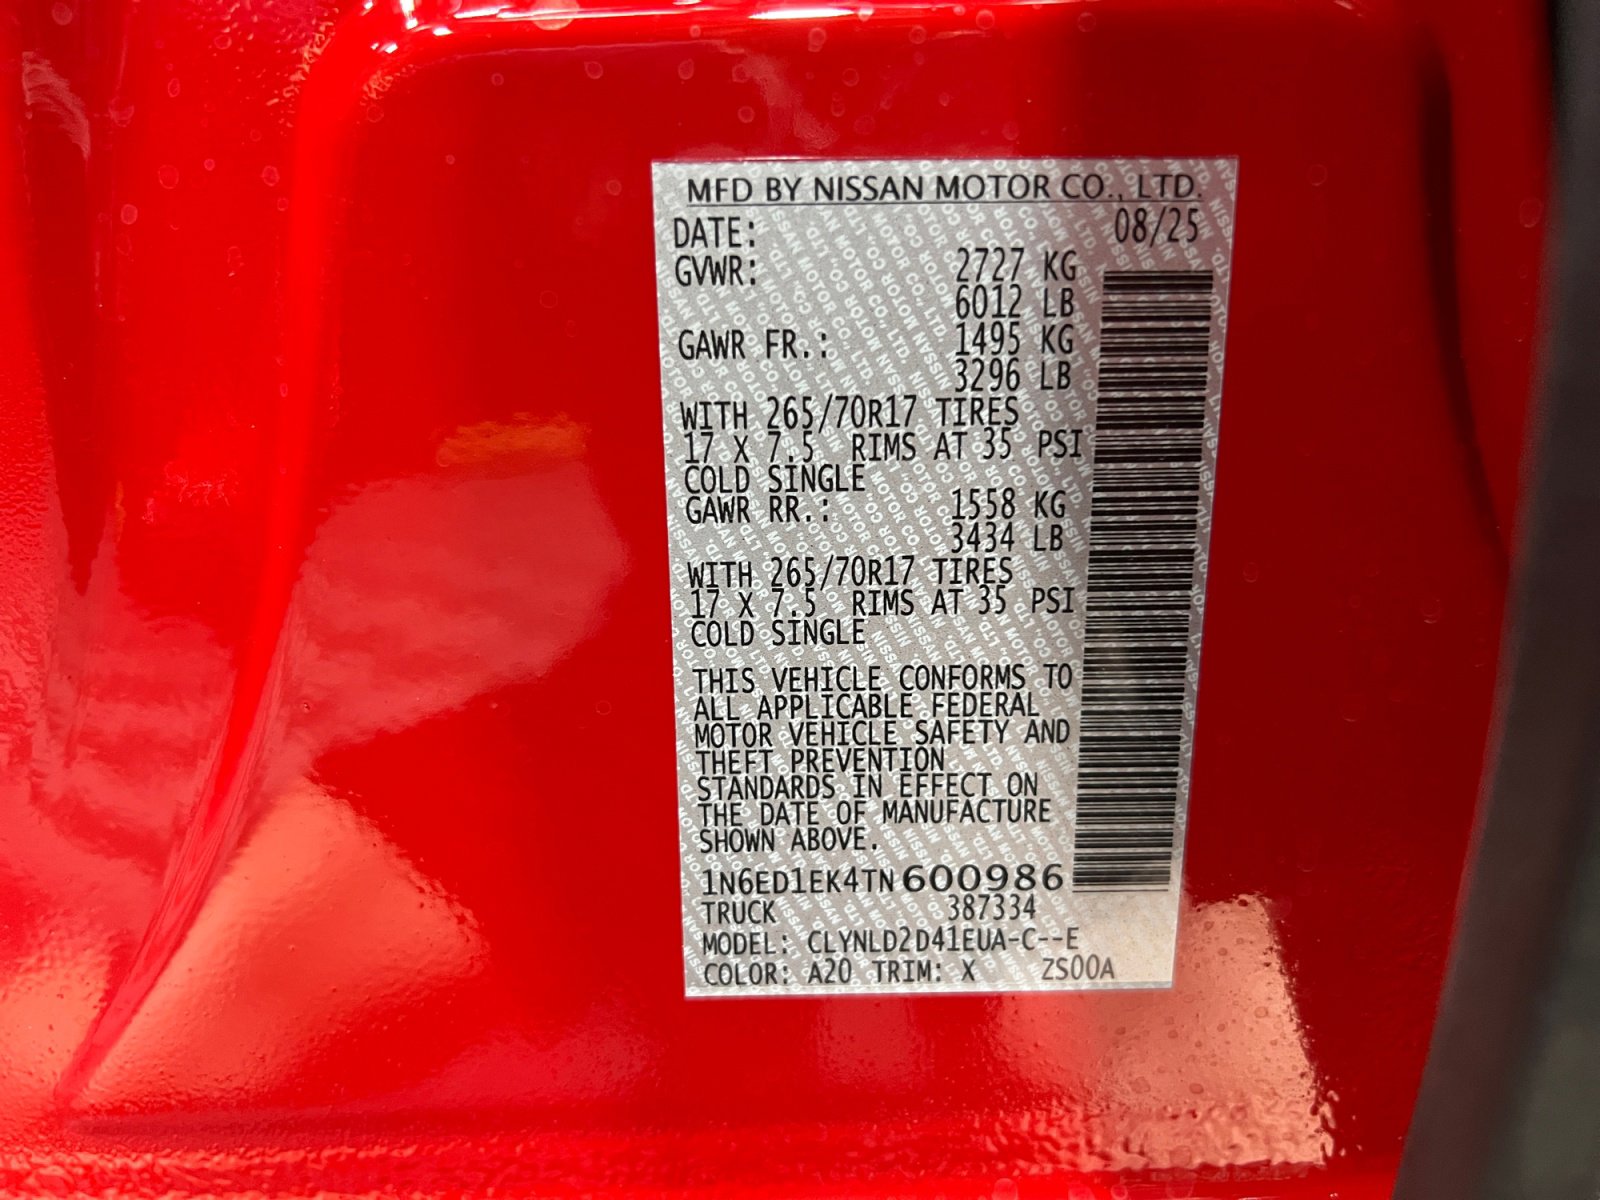 MFD BY NISSAN MOTOR CO., LTD.
DATE: 08/25
GVWR: 2727 KG
6012 LB
GAWR FR.: 1495 KG
3296 LB
WITH 265/70R17 TIRES
17 X 7.5 RIMS AT 35 PSI
COLD SINGLE
GAWR RR.: 1558 KG
3434 LB
WITH 265/70R17 TIRES
17 X 7.5 RIMS AT 35 PSI
COLD SINGLE
THIS VEHICLE CONFORMS TO
ALL APPLICABLE FEDERAL
MOTOR VEHICLE SAFETY AND
THEFT PREVENTION
STANDARDS IN EFFECT ON
THE DATE OF MANUFACTURE
SHOWN ABOVE.
1N6ED1EK4TN600986
TRUCK 387334
MODEL: CLYNLD2D41EUA-C--E
COLOR: A20 TRIM: X ZS00A